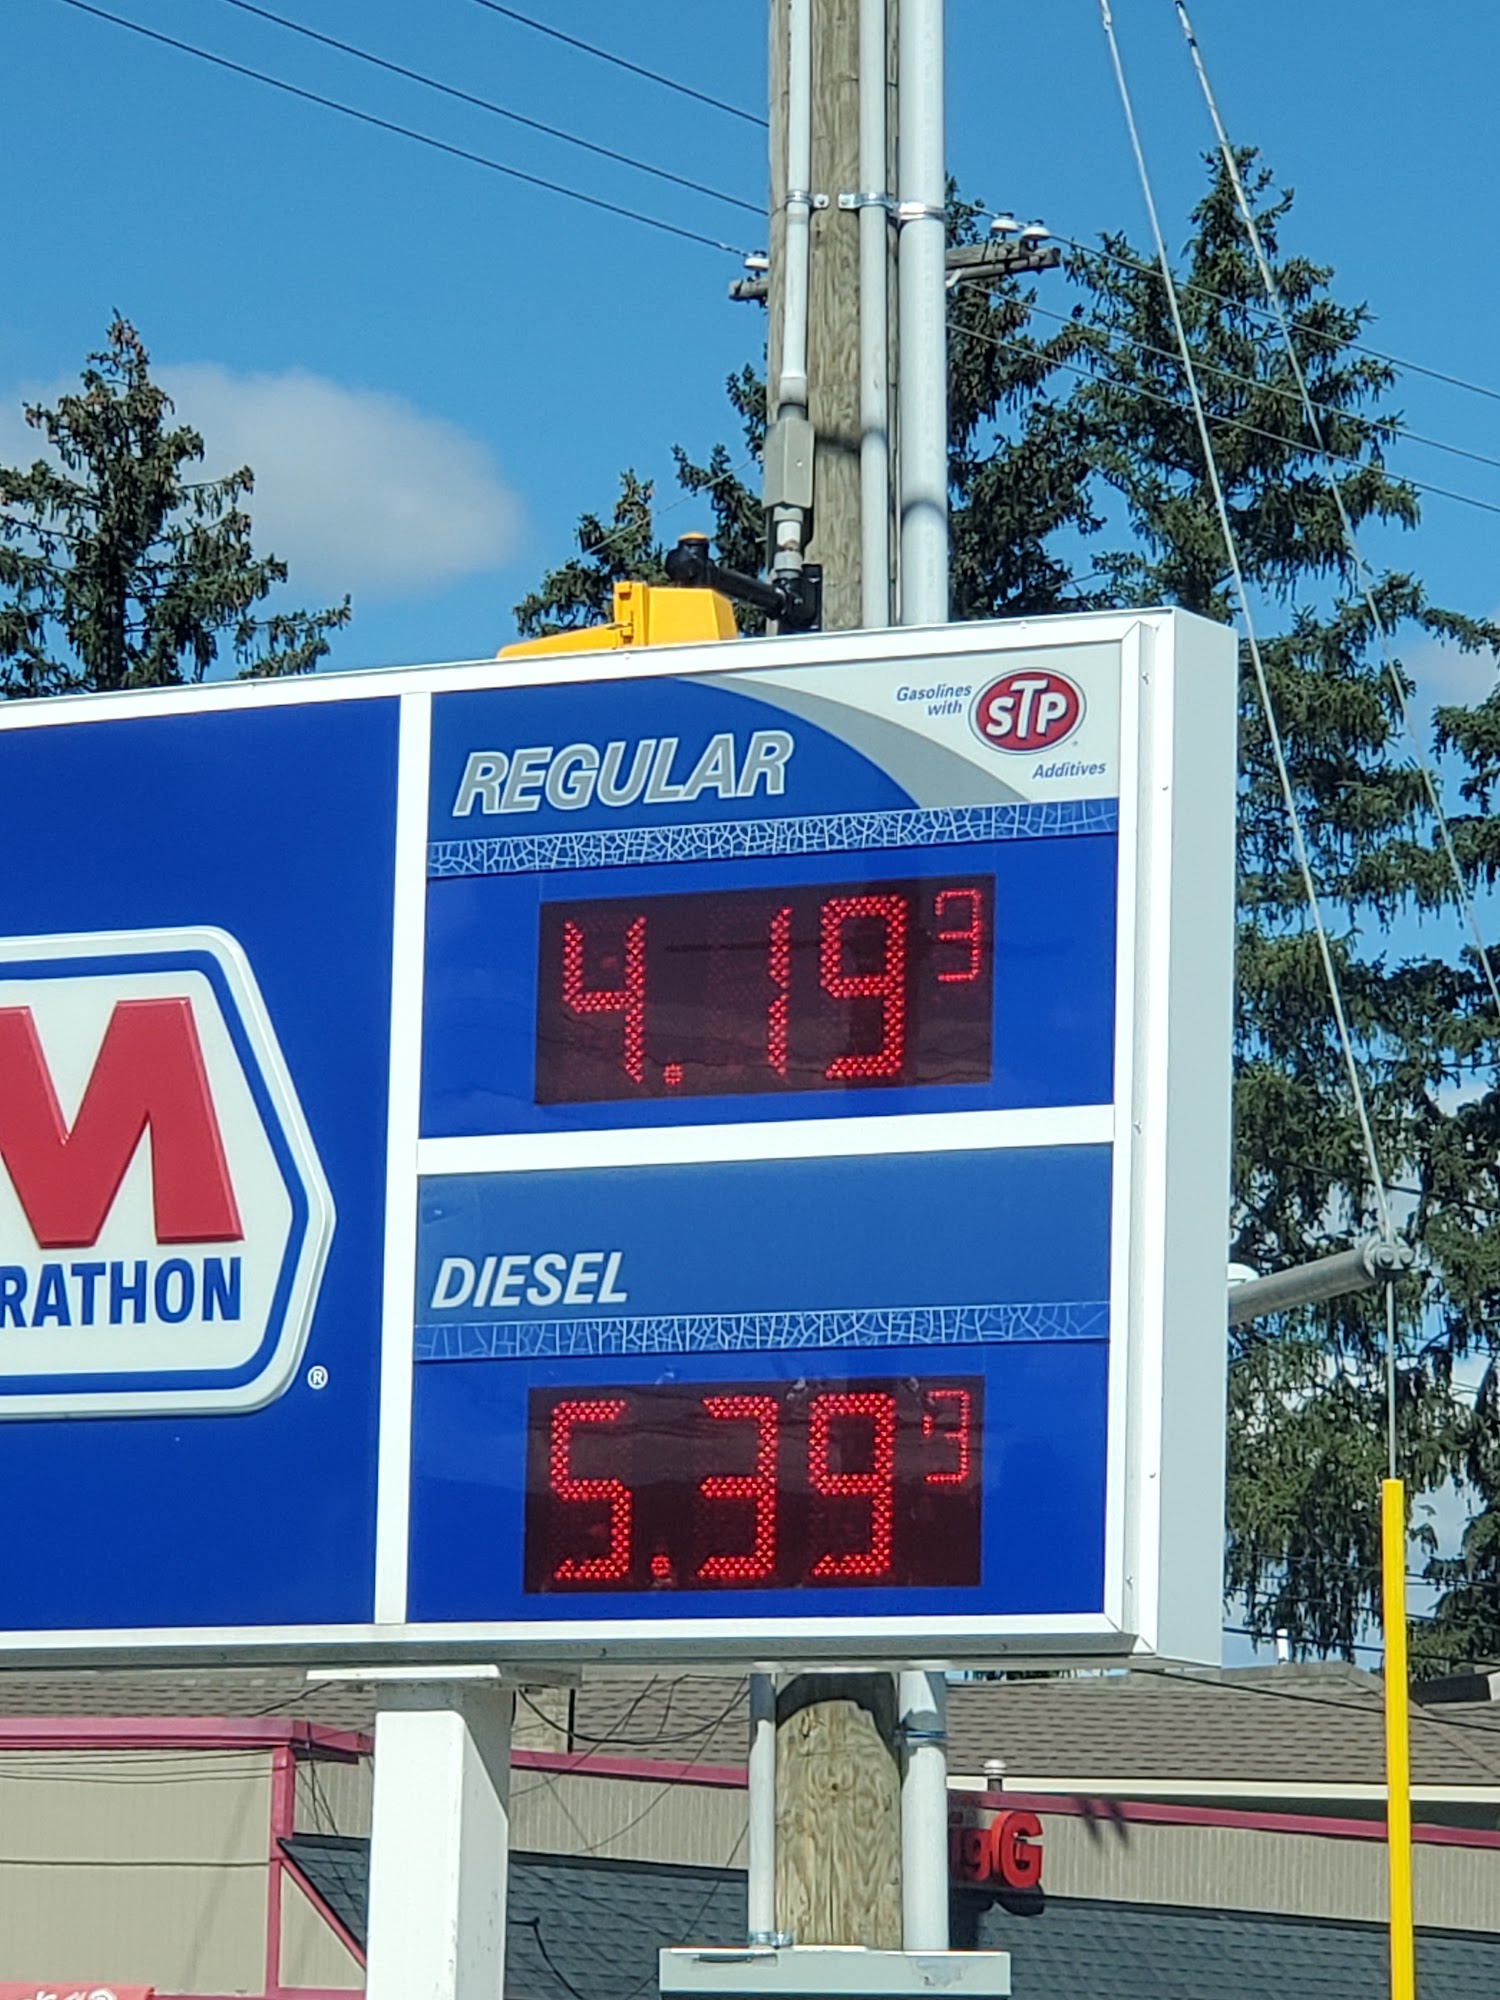 REGULAR
Gasolines
with
STP
Additives
4.19 3
M
RATHON
®
DIESEL
5.39 3
G